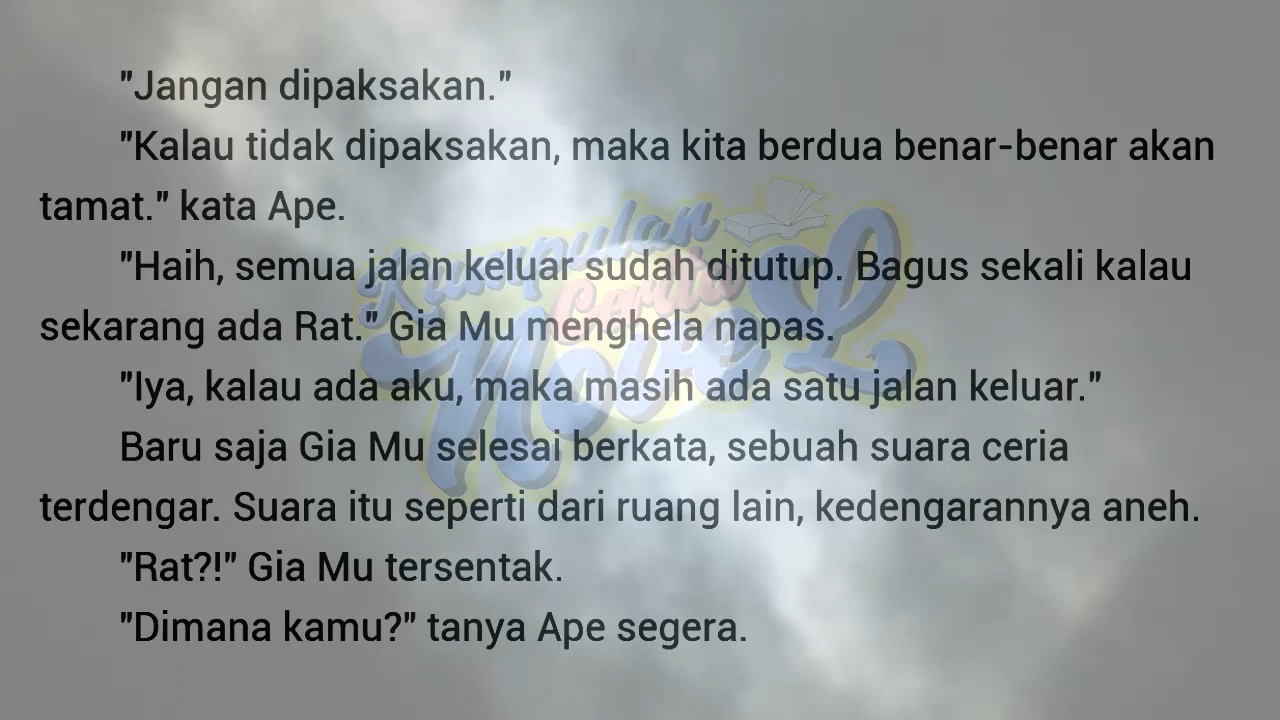 "Jangan dipaksakan."
"Kalau tidak dipaksakan, maka kita berdua benar-benar akan
tamat." kata Ape.
"Haih, semua jalan keluar sudah ditutup. Bagus sekali kalau
sekarang ada Rat." Gia Mu menghela napas.
"Iya, kalau ada aku, maka masih ada satu jalan keluar."
Baru saja Gia Mu selesai berkata, sebuah suara ceria
terdengar. Suara itu seperti dari ruang lain, kedengarannya aneh.
"Rat?!" Gia Mu tersentak.
"Dimana kamu?" tanya Ape segera.
Kumpulan
Cerita
NoveL